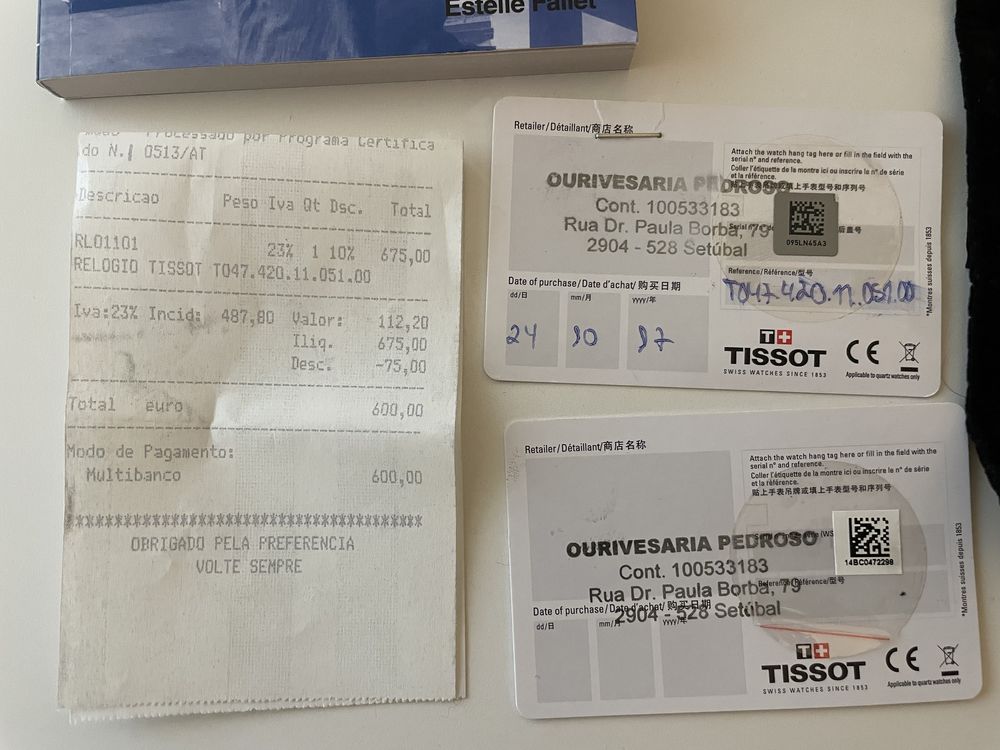 Estelle Fallet
Processado por Programa Certifica
do N. 0513/AT
Descricao Peso Iva Qt Dsc. Total
RL01101 23% 1 10% 675,00
RELOGIO TISSOT T047.420.11.051.00
Iva:23% Incid: 487,80 Valor: 112,20
Iliq. 675,00
Desc. -75,00
Total euro 600,00
Modo de Pagamento:
Multibanco 600,00
****************************************
OBRIGADO PELA PREFERENCIA
VOLTE SEMPRE
Retailer/Détaillant/商店名称
OURIVESARIA PEDROSO
Cont. 100533183
Rua Dr. Paula Borba, 79
2904 - 528 Setúbal
Date of purchase/Date d'achat/购买日期
dd/日 mm/月 yyyy/年
24
Attach the watch hang tag here or fill in the field with the
serial n° and reference.
Coller l'étiquette de la montre ici ou inscrire le n° de série
et la référence.
贴上手表吊牌或填上手表型号和序列号
095LN45A3
Reference/Référence/型号
T047.420.11.051.00
T+
TISSOT
SWISS WATCHES SINCE 1853
CE
Applicable to quartz watches only
*Montres suisses depuis 1853
Retailer/Détaillant/商店名称
OURIVESARIA PEDROSO
Cont. 100533183
Rua Dr. Paula Borba, 79
2904 - 528 Setúbal
Date of purchase/Date d'achat/购买日期
dd/日 mm/月 yyyy/年
Attach the watch hang tag here or fill in the field with the
serial n° and reference.
Coller l'étiquette de la montre ici ou inscrire le n° de série
et la référence.
贴上手表吊牌或填上手表型号和序列号
14BC0472298
Reference/Référence/型号
T+
TISSOT
SWISS WATCHES SINCE 1853
CE
Applicable to quartz watches only
*Montres suisses depuis 1853